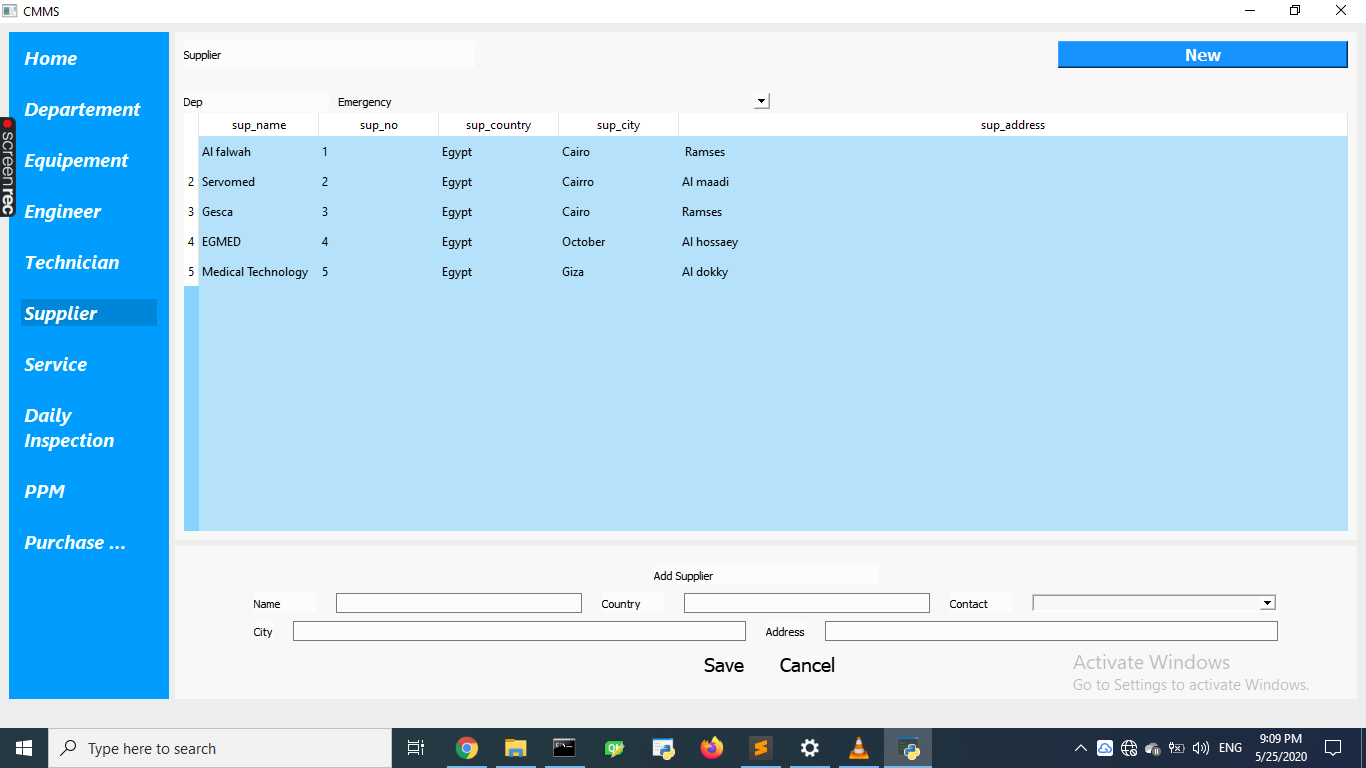 CMMS
Home
Departement
Equipement
Engineer
Technician
Supplier
Service
Daily
Inspection
PPM
Purchase ...
screenrec
Supplier
New
Dep Emergency
sup_name sup_no sup_country sup_city sup_address
Al falwah 1 Egypt Cairo Ramses
2 Servomed 2 Egypt Cairro Al maadi
3 Gesca 3 Egypt Cairo Ramses
4 EGMED 4 Egypt October Al hossaey
5 Medical Technology 5 Egypt Giza Al dokky
Add Supplier
Name Country Contact
City Address
Save Cancel
Activate Windows
Go to Settings to activate Windows.
Type here to search
ENG
9:09 PM
5/25/2020